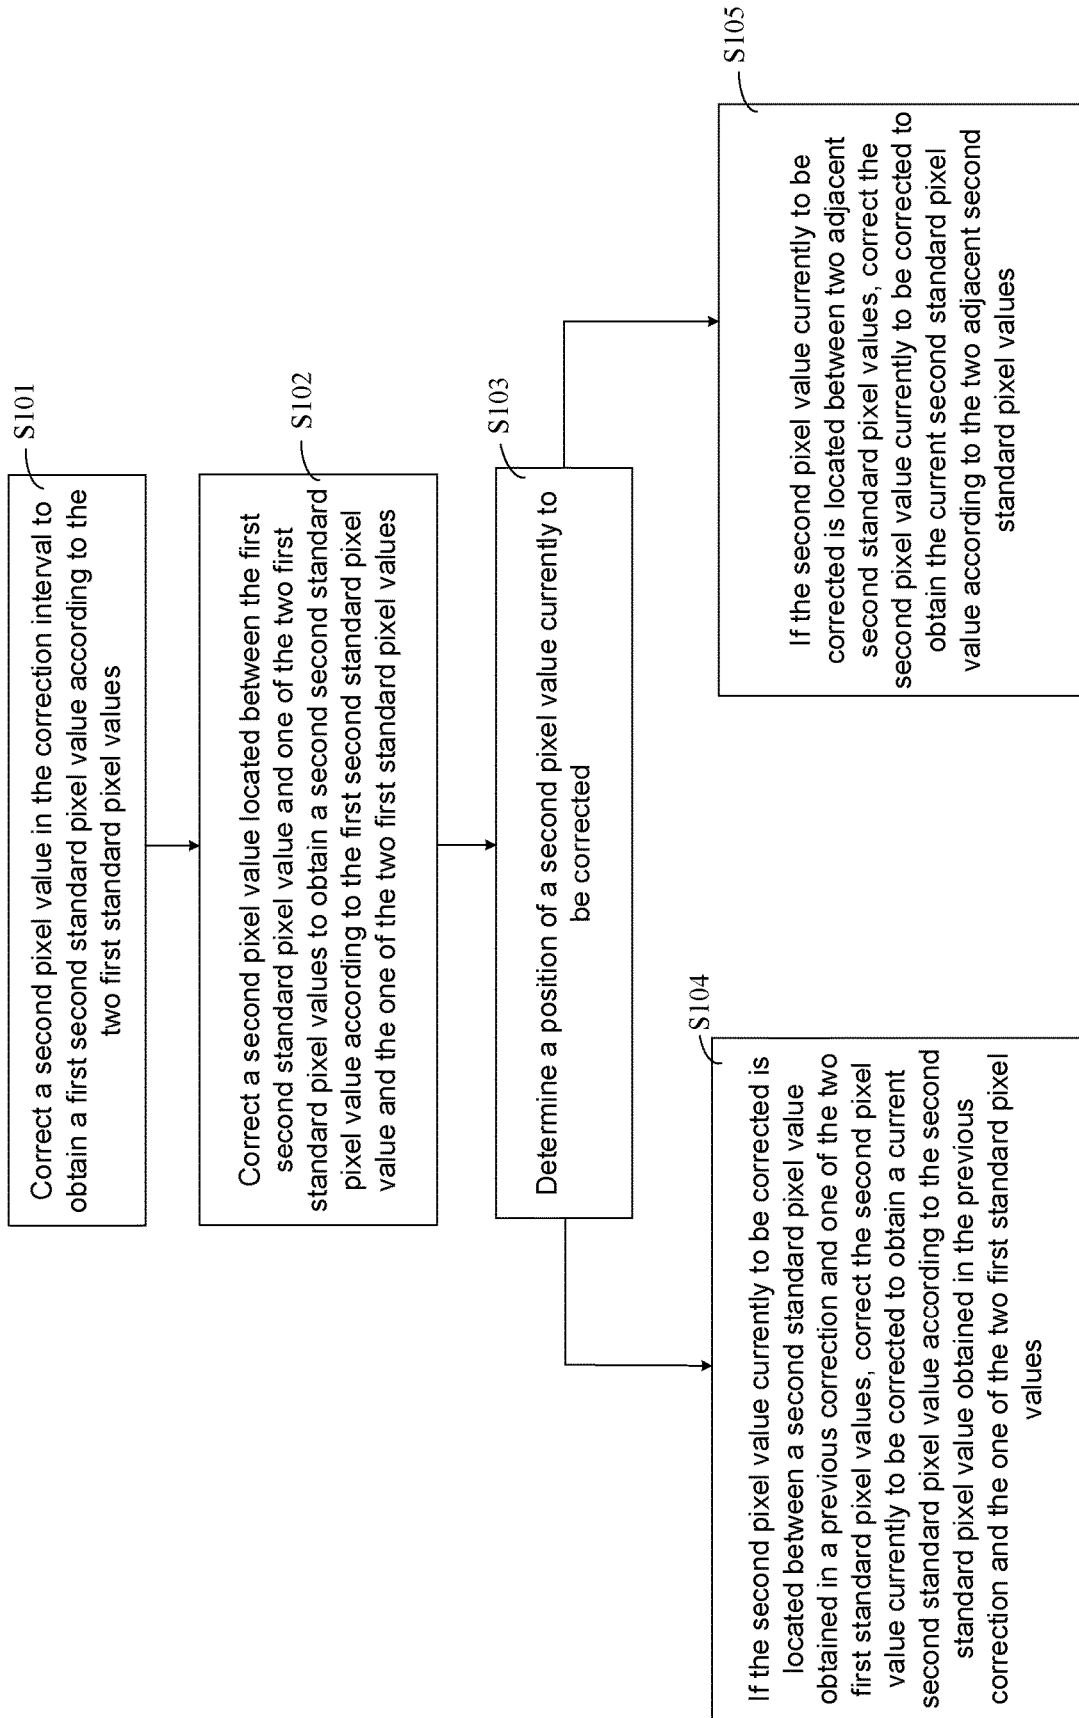 S101
Correct a second pixel value in the correction interval to
obtain a first second standard pixel value according to the
two first standard pixel values
S102
Correct a second pixel value located between the first
second standard pixel value and one of the two first
standard pixel values to obtain a second second standard
pixel value according to the first second standard pixel
value and the one of the two first standard pixel values
S103
Determine a position of a second pixel value currently to
be corrected
S104
If the second pixel value currently to be corrected is
located between a second standard pixel value
obtained in a previous correction and one of the two
first standard pixel values, correct the second pixel
value currently to be corrected to obtain a current
second standard pixel value according to the second
standard pixel value obtained in the previous
correction and the one of the two first standard pixel
values
S105
If the second pixel value currently to be
corrected is located between two adjacent
second standard pixel values, correct the
second pixel value currently to be corrected to
obtain the current second standard pixel
value according to the two adjacent second
standard pixel values